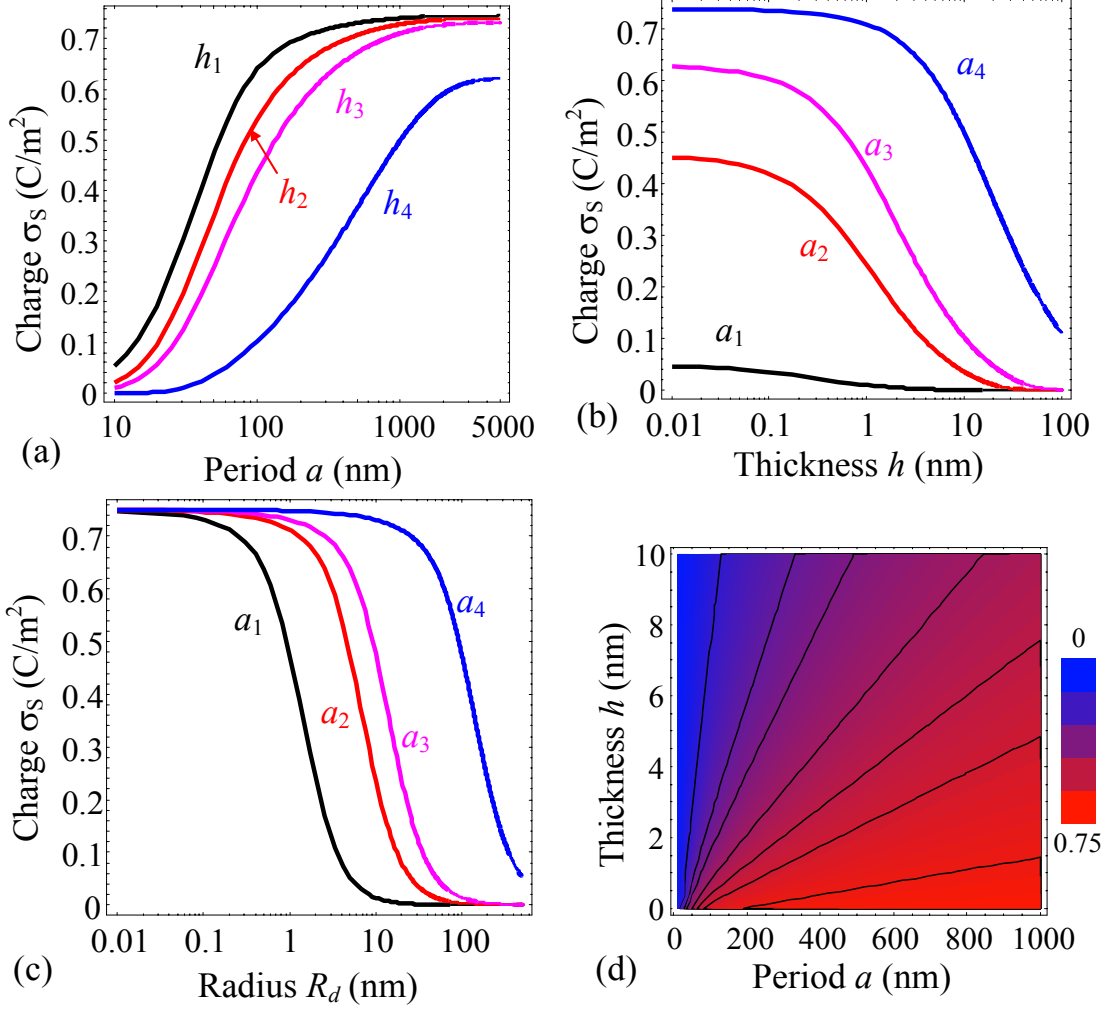 Charge σS (C/m2)
0.7
0.6
0.5
0.4
0.3
0.2
0.1
0
h1
h2
h3
h4
10 100 1000 5000
(a)
Period a (nm)
Charge σS (C/m2)
0.7
0.6
0.5
0.4
0.3
0.2
0.1
0
a4
a3
a2
a1
0.01 0.1 1 10 100
(b)
Thickness h (nm)
Charge σS (C/m2)
0.7
0.6
0.5
0.4
0.3
0.2
0.1
0
a1
a2
a3
a4
0.01 0.1 1 10 100
(c)
Radius Rd (nm)
Thickness h (nm)
10
8
6
4
2
0
0 200 400 600 800 1000
(d)
Period a (nm)
0
0.75